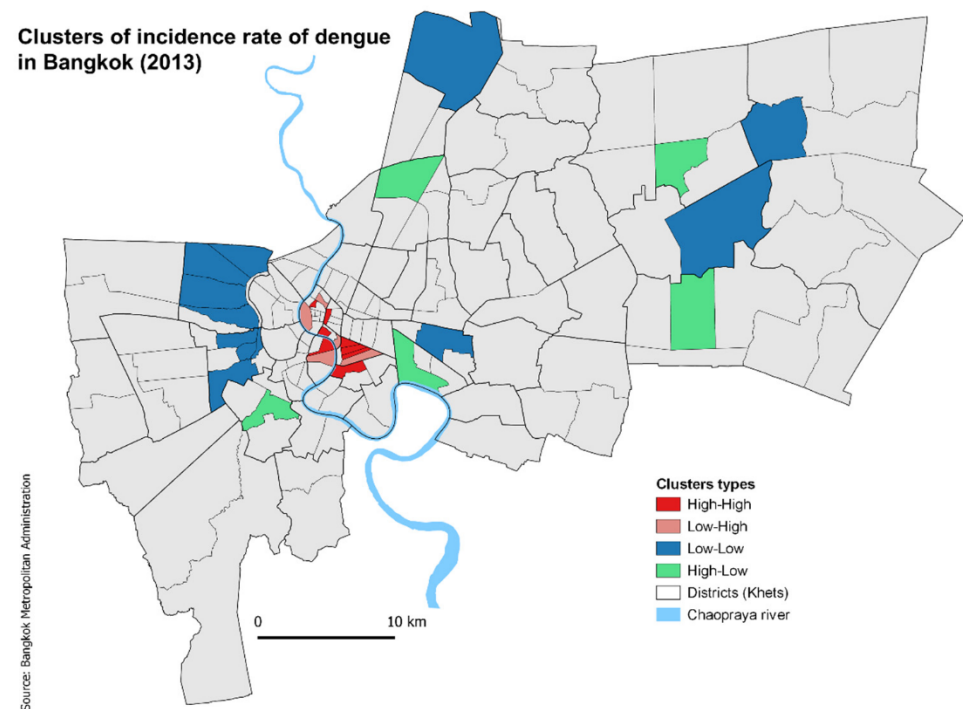 Clusters of incidence rate of dengue
in Bangkok (2013)
Clusters types
High-High
Low-High
Low-Low
High-Low
Districts (Khets)
Chaopraya river
0 10 km
Source: Bangkok Metropolitan Administration